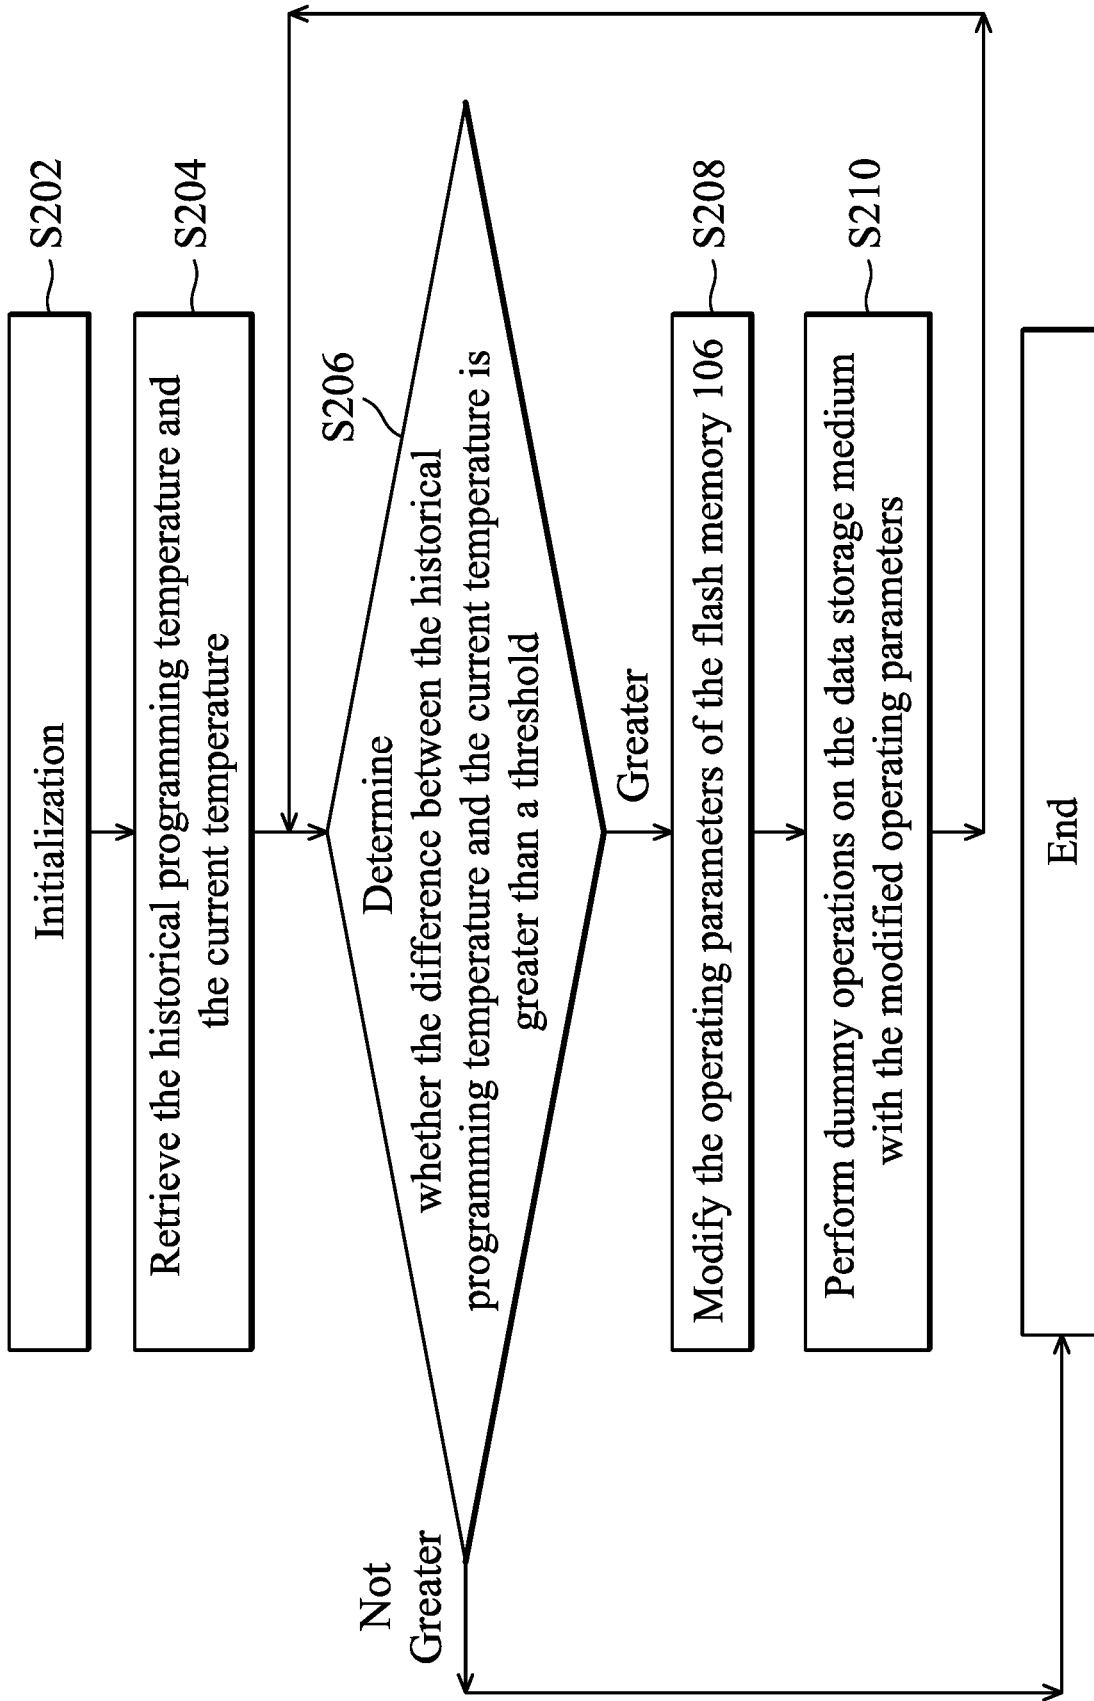 Initialization
S202
Retrieve the historical programming temperature and
the current temperature
S204
Determine
whether the difference between the historical
programming temperature and the current temperature is
greater than a threshold
S206
Not
Greater
Greater
Modify the operating parameters of the flash memory 106
S208
Perform dummy operations on the data storage medium
with the modified operating parameters
S210
End